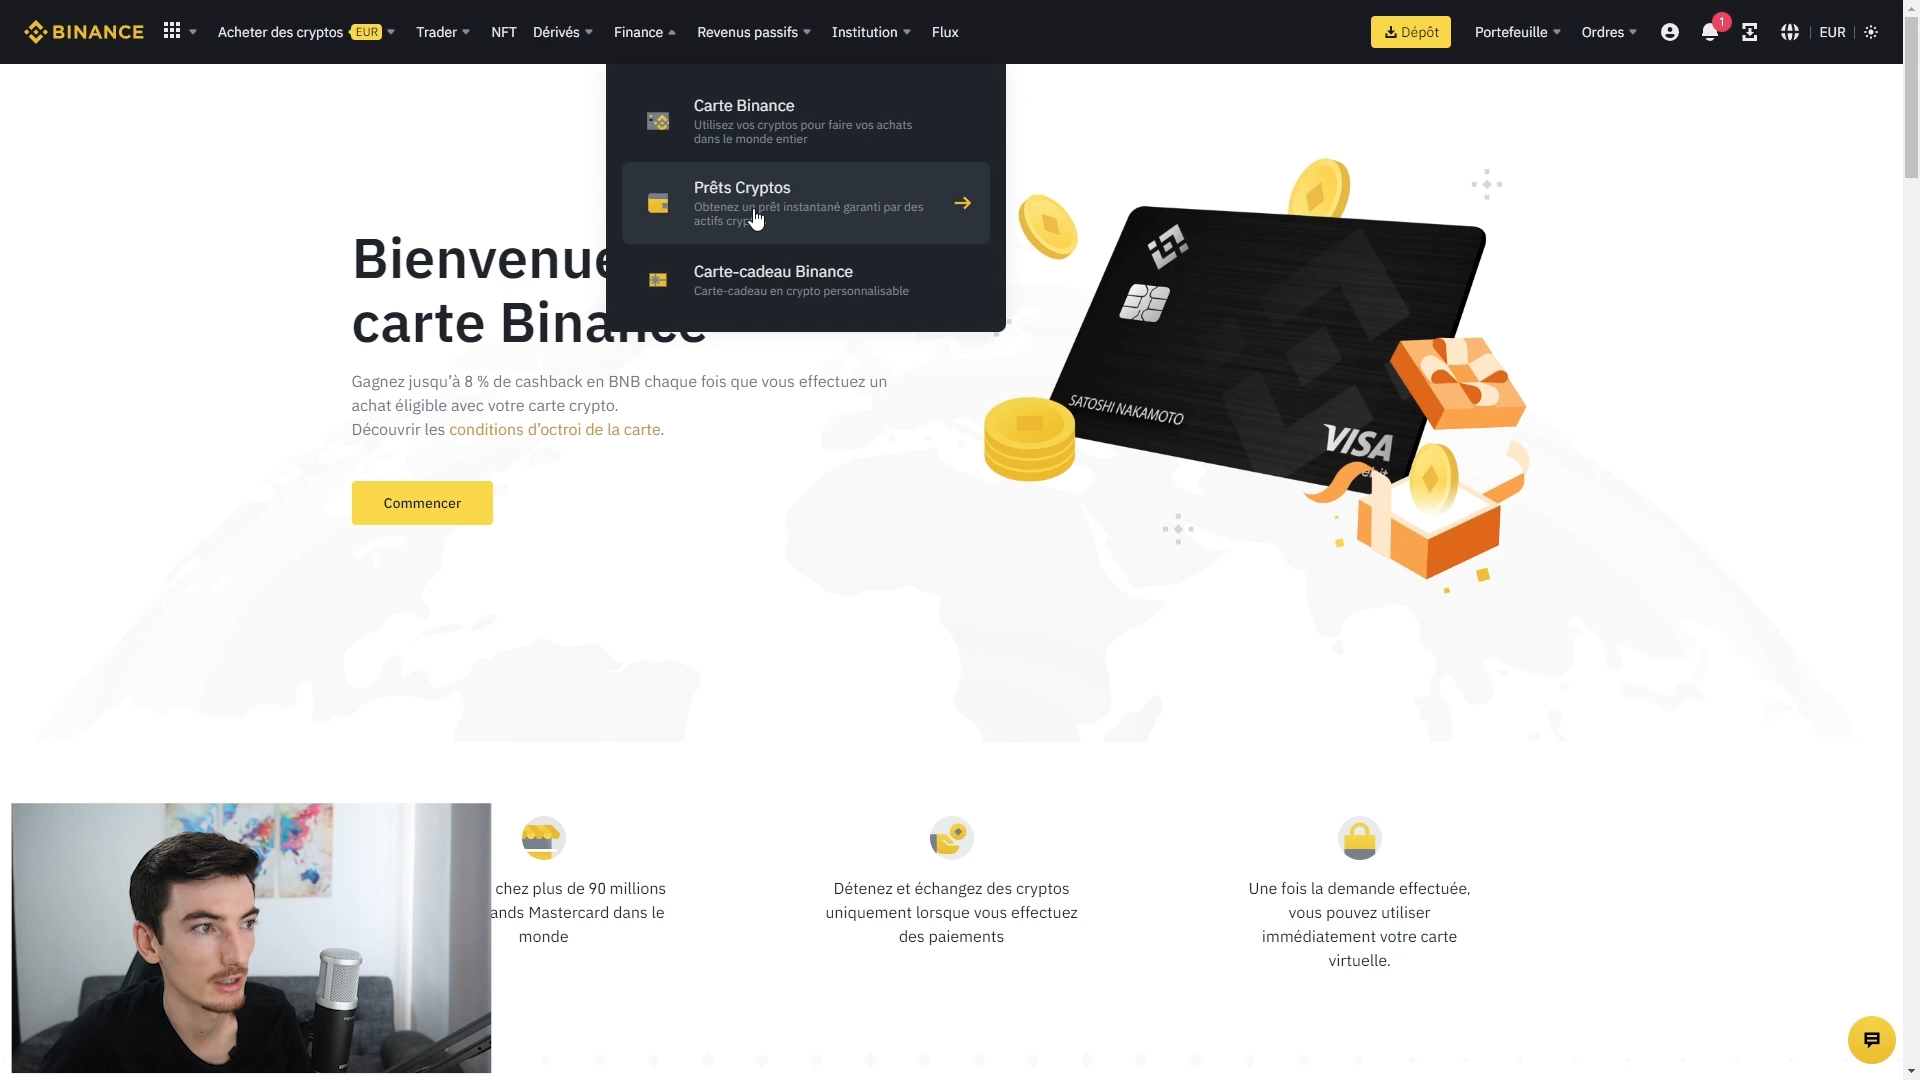 BINANCE
Acheter des cryptos EUR
Trader
NFT
Dérivés
Finance
Revenus passifs
Institution
Flux
Dépôt
Portefeuille
Ordres
1
EUR
Carte Binance
Utilisez vos cryptos pour faire vos achats
dans le monde entier
Prêts Cryptos
Obtenez un prêt instantané garanti par des
actifs
Carte-cadeau Binance
Carte-cadeau en crypto personnalisable
Bienvenue
carte Binance
Gagnez jusqu'à 8 % de cashback en BNB chaque fois que vous effectuez un
achat éligible avec votre carte crypto.
Découvrir les conditions d'octroi de la carte.
Commencer
SATOSHI NAKAMOTO
VISA
chez plus de 90 millions
ands Mastercard dans le
monde
Détenez et échangez des cryptos
uniquement lorsque vous effectuez
des paiements
Une fois la demande effectuée,
vous pouvez utiliser
immédiatement votre carte
virtuelle.